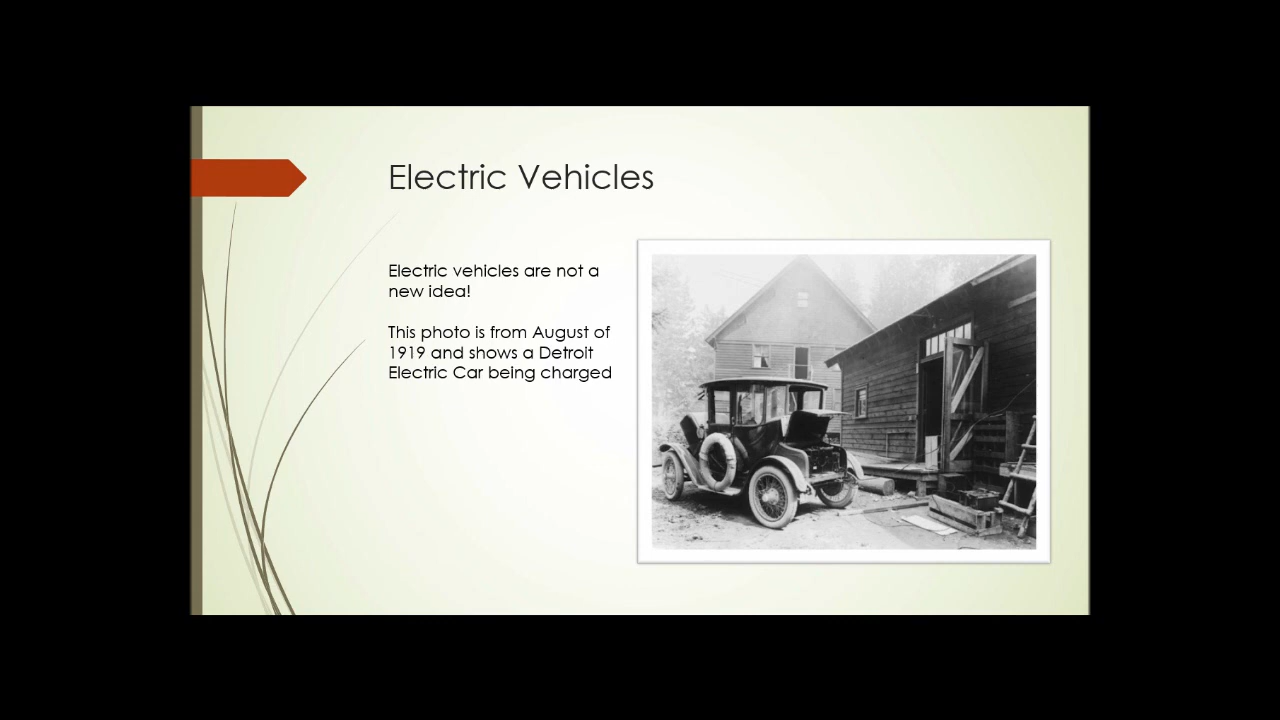 Electric Vehicles
Electric vehicles are not a
new idea!
This photo is from August of
1919 and shows a Detroit
Electric Car being charged